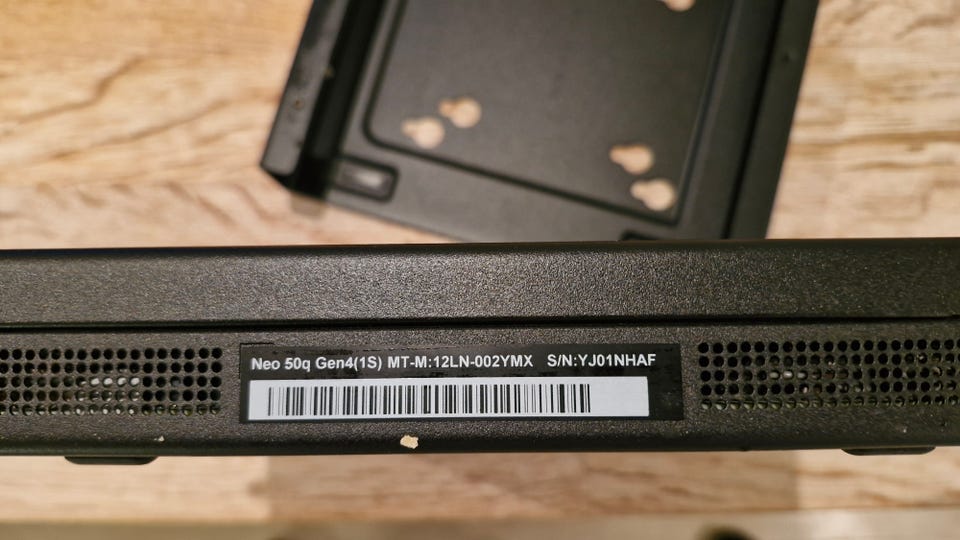 Neo 50q Gen4(1S) MT-M:12LN-002YMX S/N:YJ01NHAF